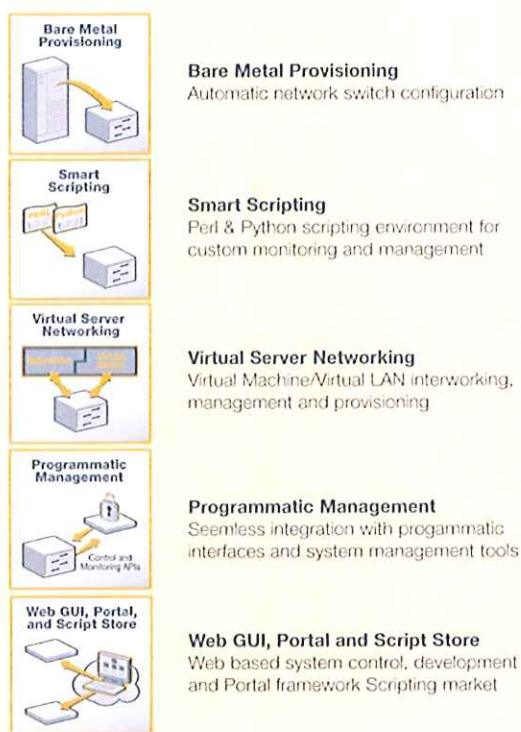 Bare Metal
Provisioning
Bare Metal Provisioning
Automatic network switch configuration
Smart
Scripting
PERL
Python
Smart Scripting
Perl & Python scripting environment for
custom monitoring and management
Virtual Server
Networking
Virtual Server Networking
Virtual Machine/Virtual LAN interworking,
management and provisioning
Programmatic
Management
Control and
Monitoring APIs
Programmatic Management
Seemless integration with progammatic
interfaces and system management tools
Web GUI, Portal,
and Script Store
Web GUI, Portal and Script Store
Web based system control, development
and Portal framework Scripting market